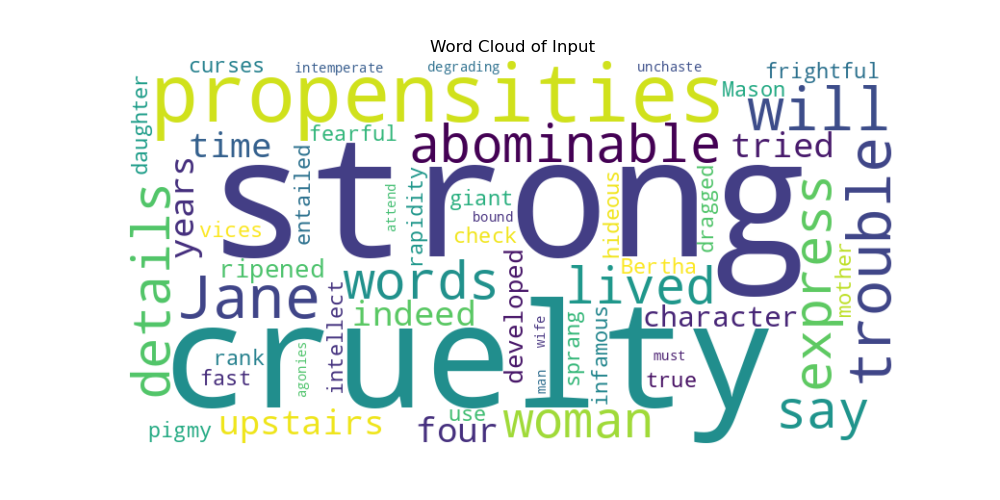 Word Cloud of Input
curses intemperate degrading unchaste frightful
daughter propensities Mason will
time fearful abominable tried trouble
years entailed strong rapidity attend giant bound check hideous dragged
details vices express
ripened words developed lived Bertha mother
Jane indeed character
intellect cruelty wife sprang infamous
rank agonies man must
fast true
pigmy upstairs four use woman say